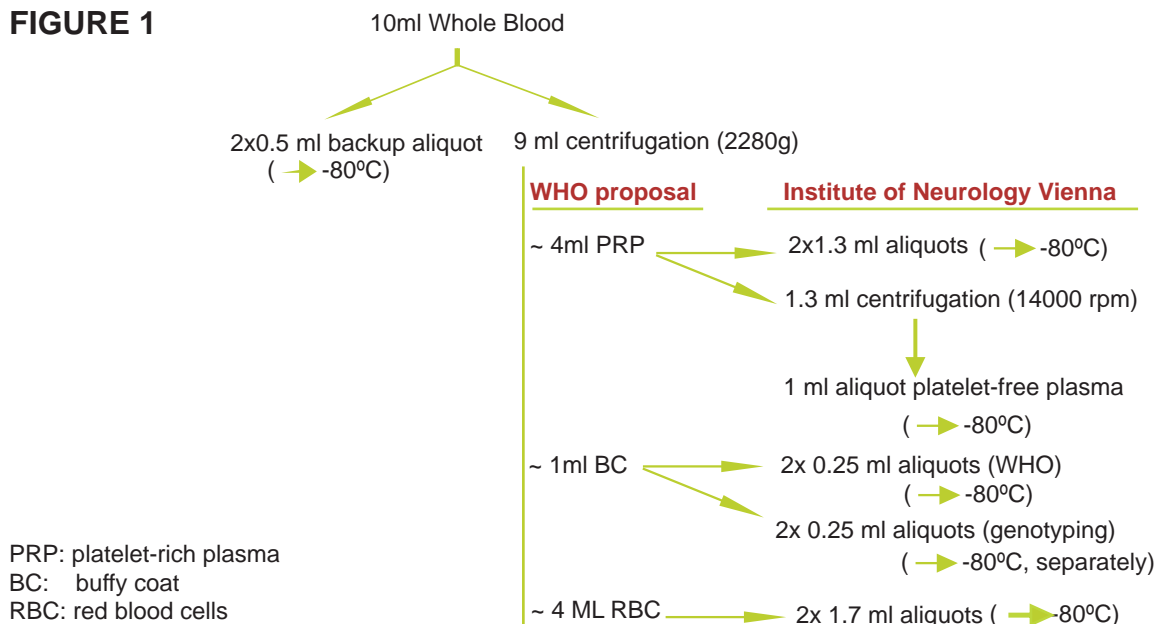 FIGURE 1
10ml Whole Blood
2x0.5 ml backup aliquot
( -80ºC)
9 ml centrifugation (2280g)
WHO proposal
Institute of Neurology Vienna
~ 4ml PRP
2x1.3 ml aliquots ( -80ºC)
1.3 ml centrifugation (14000 rpm)
1 ml aliquot platelet-free plasma
( -80ºC)
~ 1ml BC
2x 0.25 ml aliquots (WHO)
( -80ºC)
2x 0.25 ml aliquots (genotyping)
( -80ºC, separately)
~ 4 ML RBC
2x 1.7 ml aliquots ( -80ºC)
PRP: platelet-rich plasma
BC: buffy coat
RBC: red blood cells